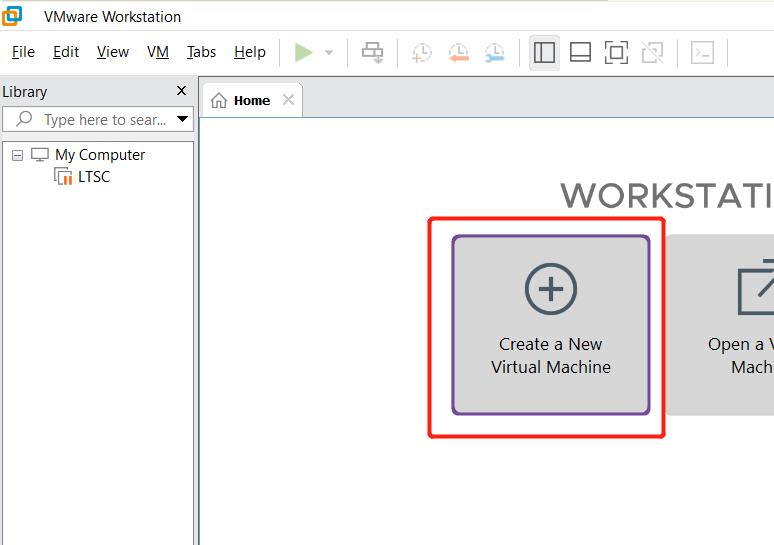 VMware Workstation
File Edit View VM Tabs Help
Library
Type here to sear...
Home
My Computer
LTSC
WORKSTATI
Create a New
Virtual Machine
Open a V
Mach